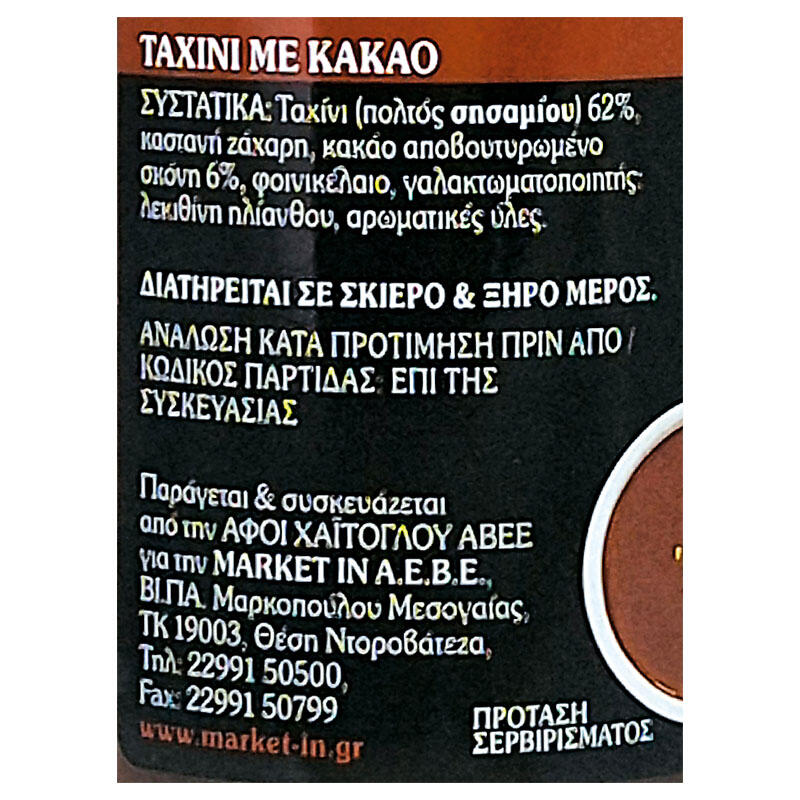 ΤΑΧΙΝΙ ΜΕ ΚΑΚΑΟ
ΣΥΣΤΑΤΙΚΑ: Ταχίνι (πολτός σησαμίου) 62%,
καστανή ζάχαρη, κακάο αποβουτυρωμένο
σκόνη 6%, φοινικέλαιο, γαλακτωματοποιητής:
λεκιθίνη ηλίανθου, αρωματικές ύλες.
ΔΙΑΤΗΡΕΙΤΑΙ ΣΕ ΣΚΙΕΡΟ & ΞΗΡΟ ΜΕΡΟΣ.
ΑΝΑΛΩΣΗ ΚΑΤΑ ΠΡΟΤΙΜΗΣΗ ΠΡΙΝ ΑΠΟ /
ΚΩΔΙΚΟΣ ΠΑΡΤΙΔΑΣ: ΕΠΙ ΤΗΣ
ΣΥΣΚΕΥΑΣΙΑΣ
Παράγεται & συσκευάζεται
από την ΑΦΟΙ ΧΑΪΤΟΓΛΟΥ ΑΒΕΕ
για την MARKET IN Α.Ε.Β.Ε.,
ΒΙ.ΠΑ. Μαρκοπούλου Μεσογαίας,
ΤΚ 19003, Θέση Ντοροβάτεζα,
Τηλ: 22991 50500,
Fax: 22991 50799
www.market-in.gr
ΠΡΟΤΑΣΗ
ΣΕΡΒΙΡΙΣΜΑΤΟΣ